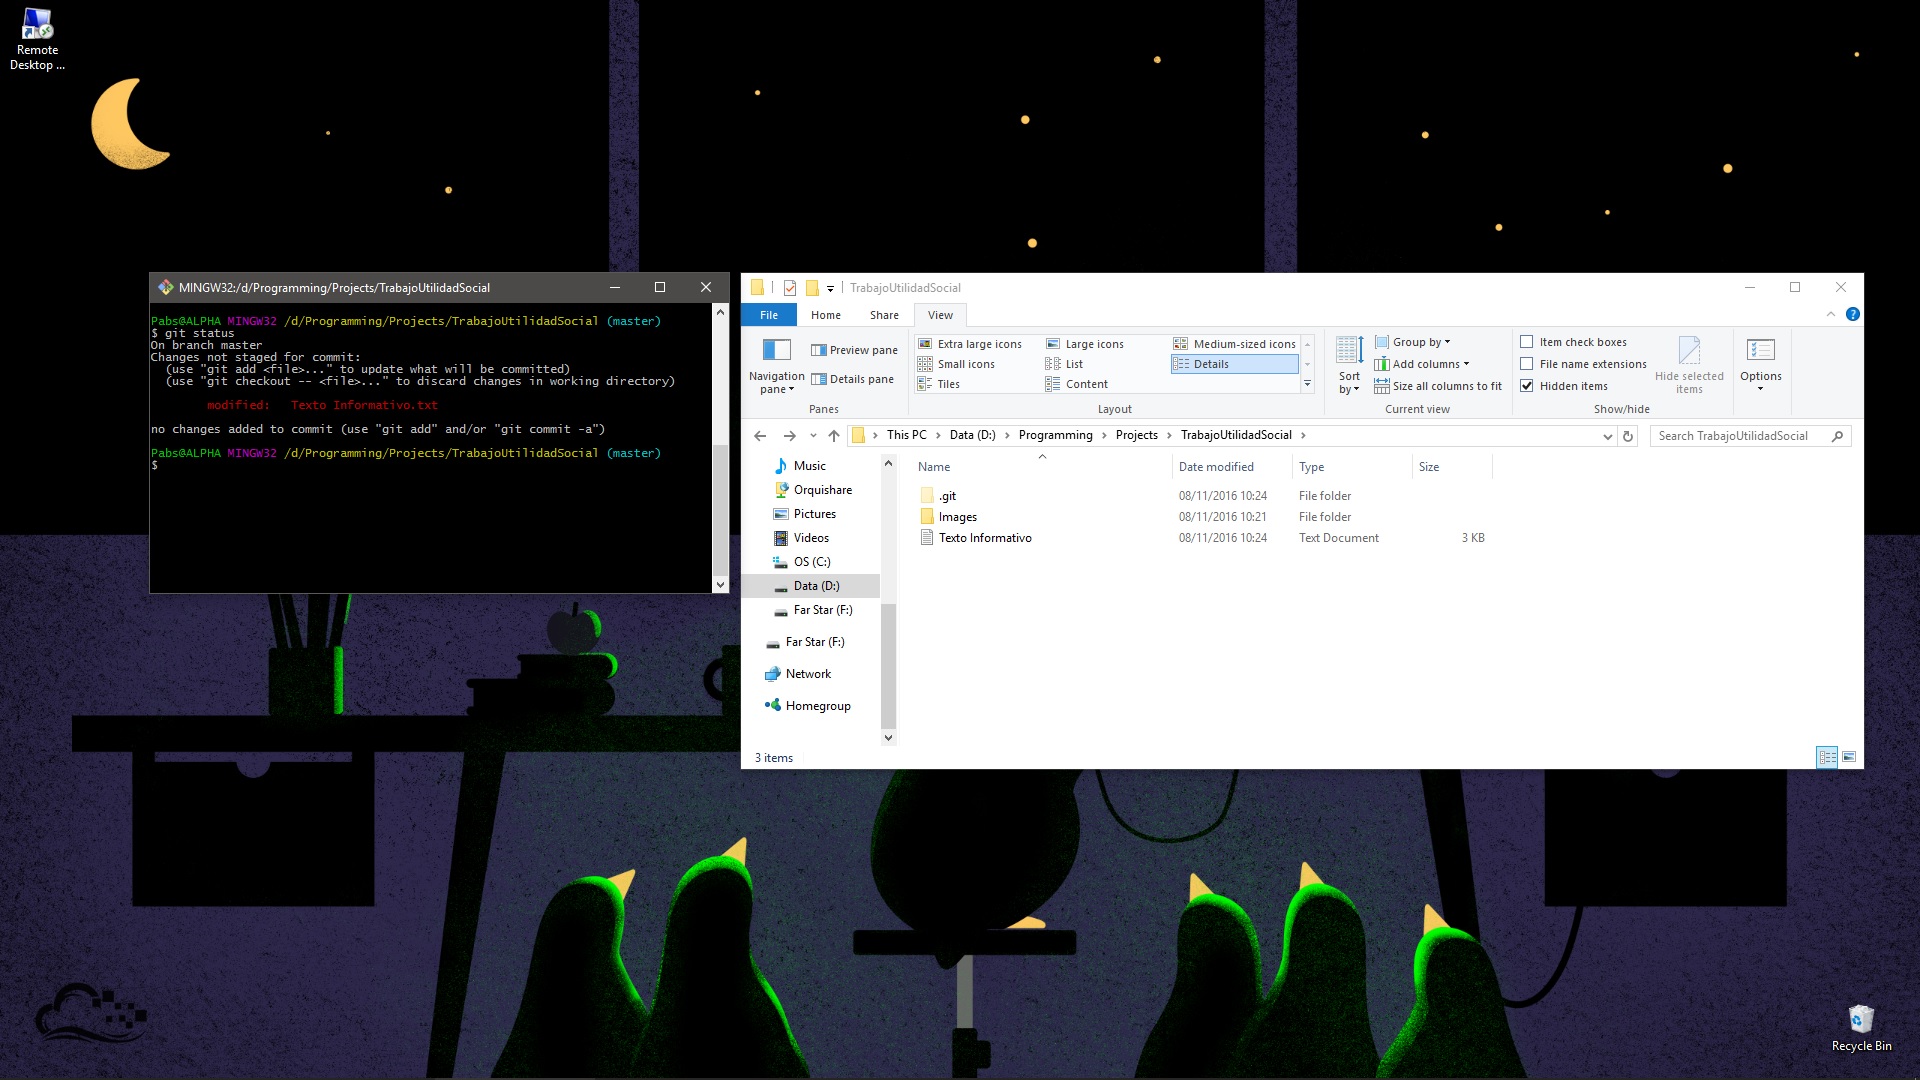 Remote
Desktop ...
MINGW32:/d/Programming/Projects/TrabajoUtilidadSocial
Pabs@ALPHA MINGW32 /d/Programming/Projects/TrabajoUtilidadSocial (master)
$ git status
On branch master
Changes not staged for commit:
(use "git add <file>..." to update what will be committed)
(use "git checkout -- <file>..." to discard changes in working directory)
modified: Texto Informativo.txt
no changes added to commit (use "git add" and/or "git commit -a")
Pabs@ALPHA MINGW32 /d/Programming/Projects/TrabajoUtilidadSocial (master)
$
TrabajoUtilidadSocial
File Home Share View
Navigation pane
Preview pane
Details pane
Panes
Extra large icons Large icons Medium-sized icons
Small icons List Details
Tiles Content
Layout
Sort by
Group by
Add columns
Size all columns to fit
Current view
Item check boxes
File name extensions
Hidden items
Hide selected items
Show/hide
Options
This PC > Data (D:) > Programming > Projects > TrabajoUtilidadSocial >
Search TrabajoUtilidadSocial
Music
Orquishare
Pictures
Videos
OS (C:)
Data (D:)
Far Star (F:)
Far Star (F:)
Network
Homegroup
Name Date modified Type Size
.git 08/11/2016 10:24 File folder
Images 08/11/2016 10:21 File folder
Texto Informativo 08/11/2016 10:24 Text Document 3 KB
3 items
Recycle Bin